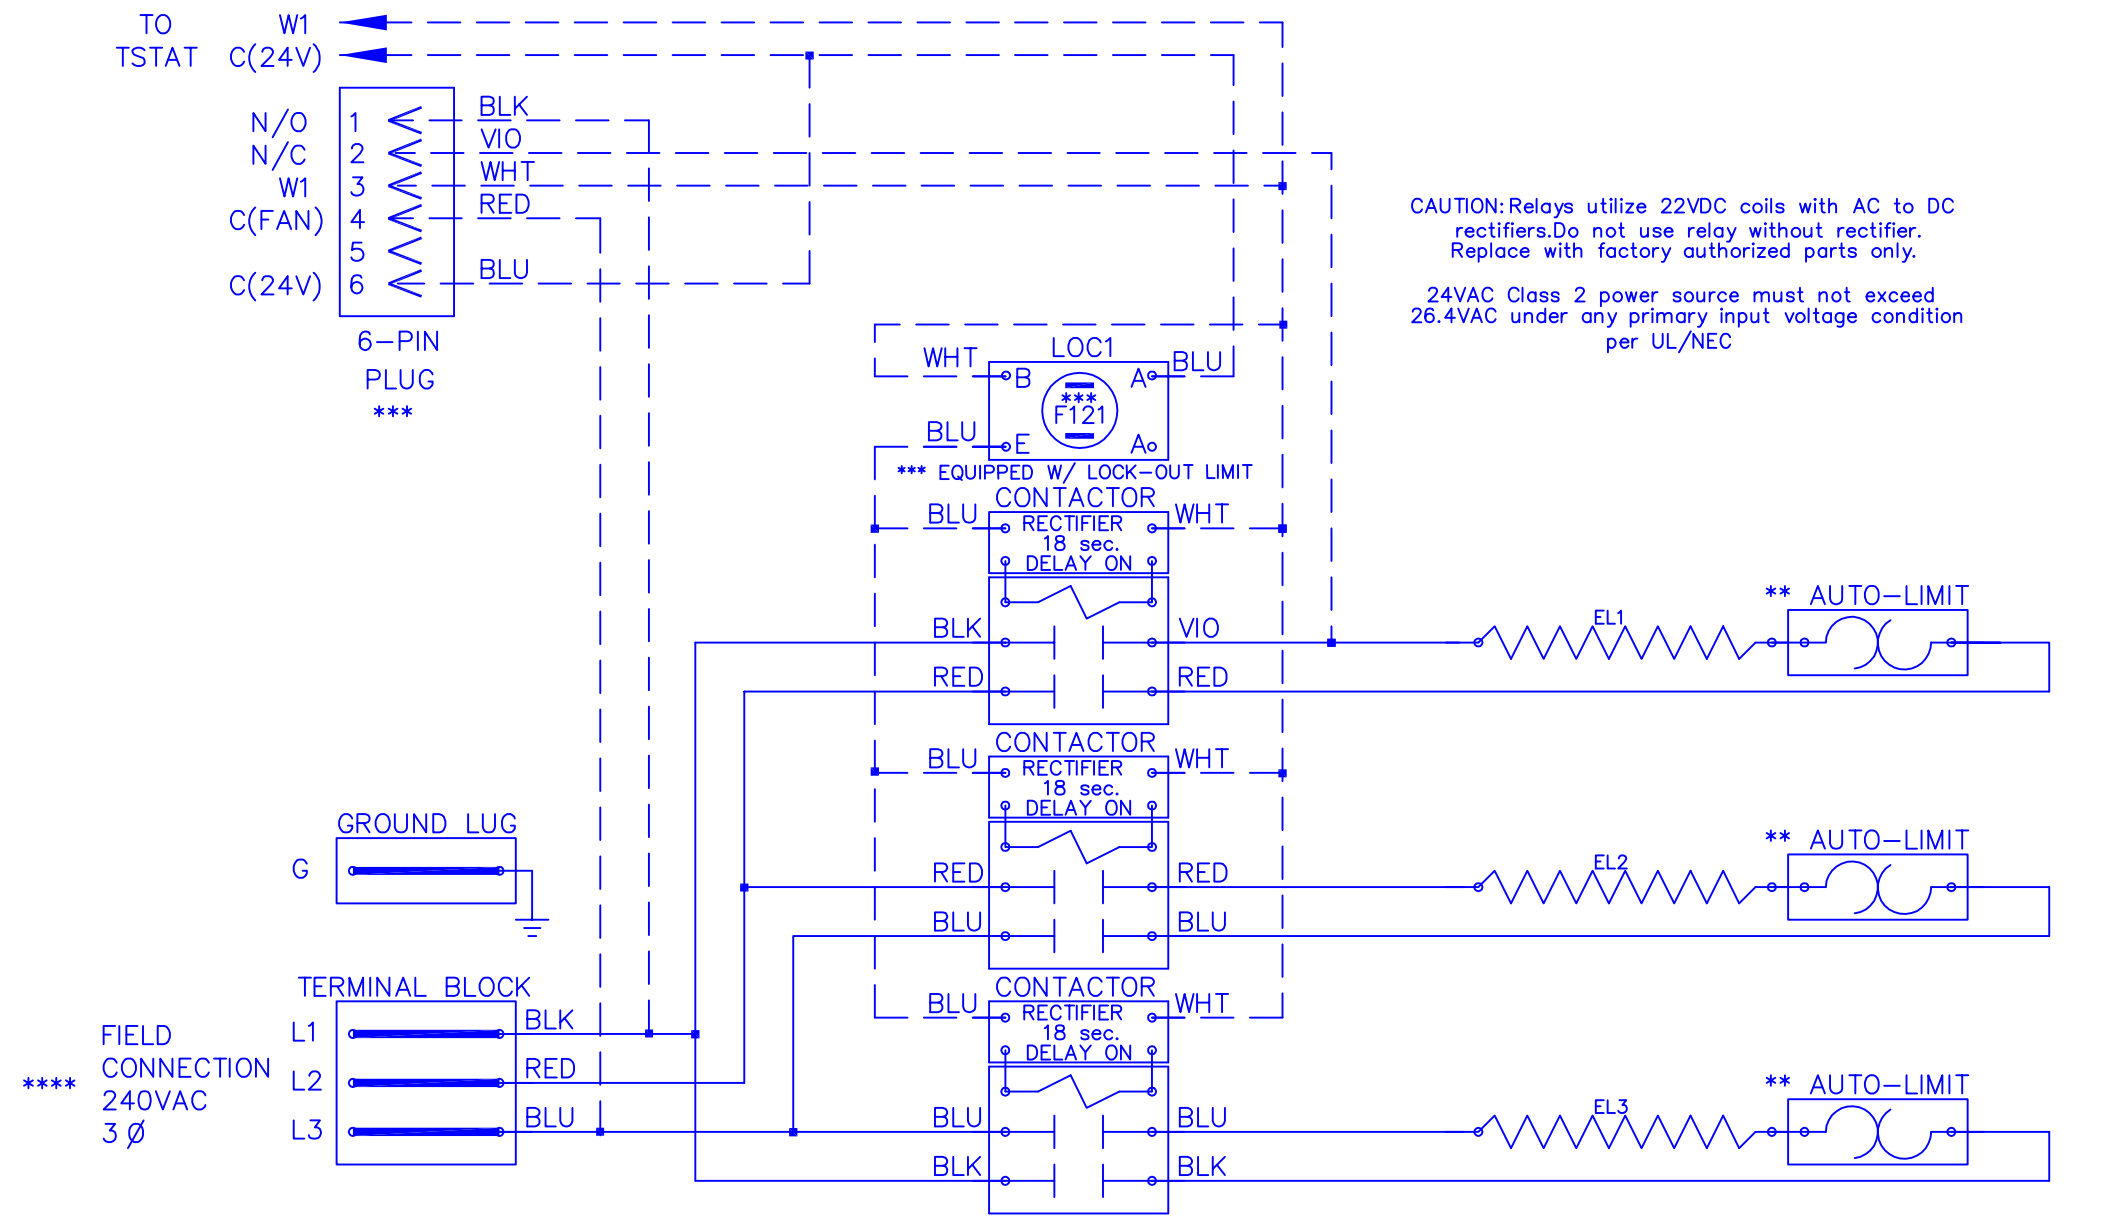 TO W1
TSTAT C(24V)
N/O 1 BLK
N/C 2 VIO
W1 3 WHT
C(FAN) 4 RED
5
C(24V) 6 BLU
6-PIN
PLUG
***
CAUTION: Relays utilize 22VDC coils with AC to DC
rectifiers.Do not use relay without rectifier.
Replace with factory authorized parts only.
24VAC Class 2 power source must not exceed
26.4VAC under any primary input voltage condition
per UL/NEC
LOC1
WHT B A BLU
***
F121
BLU E A
*** EQUIPPED W/ LOCK-OUT LIMIT
CONTACTOR
BLU RECTIFIER WHT
18 sec.
DELAY ON
BLK VIO
RED RED
EL1
** AUTO-LIMIT
CONTACTOR
BLU RECTIFIER WHT
18 sec.
DELAY ON
RED RED
BLU BLU
EL2
** AUTO-LIMIT
GROUND LUG
G
TERMINAL BLOCK
L1 BLK
L2 RED
L3 BLU
FIELD
CONNECTION
**** 240VAC
3 Ø
CONTACTOR
BLU RECTIFIER WHT
18 sec.
DELAY ON
BLU BLU
BLK BLK
EL3
** AUTO-LIMIT